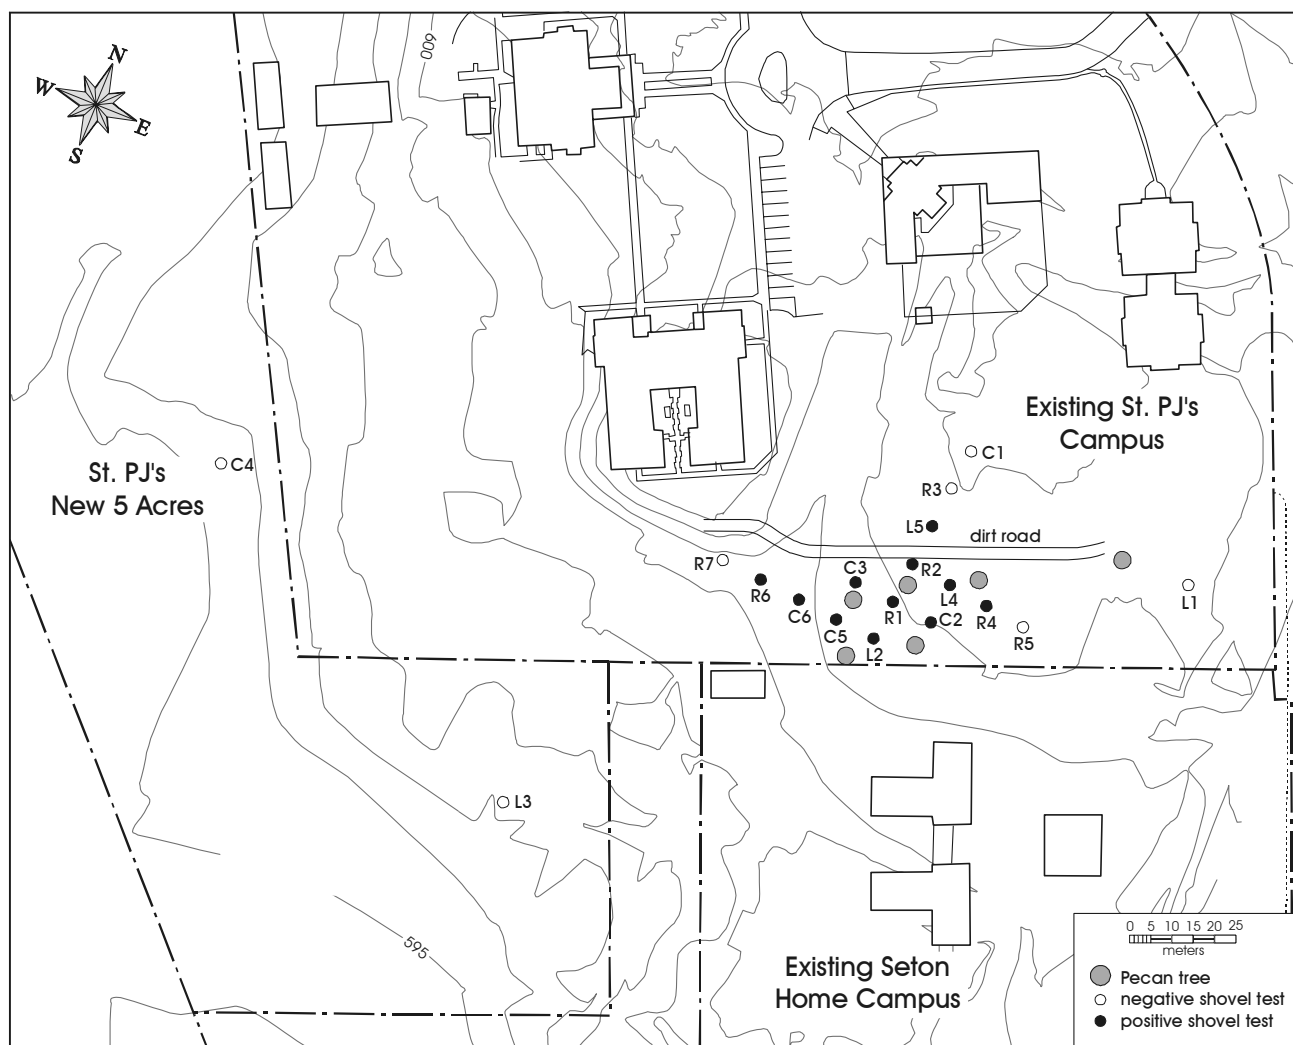 N
W
E
S
600
Existing St. PJ's
Campus
St. PJ's
New 5 Acres
C4
C1
R3
L5
dirt road
R7
R6
C3
R2
L4
C6
R1
R4
L1
C5
C2
L2
R5
L3
595
Existing Seton
Home Campus
0 5 10 15 20 25
meters
Pecan tree
negative shovel test
positive shovel test